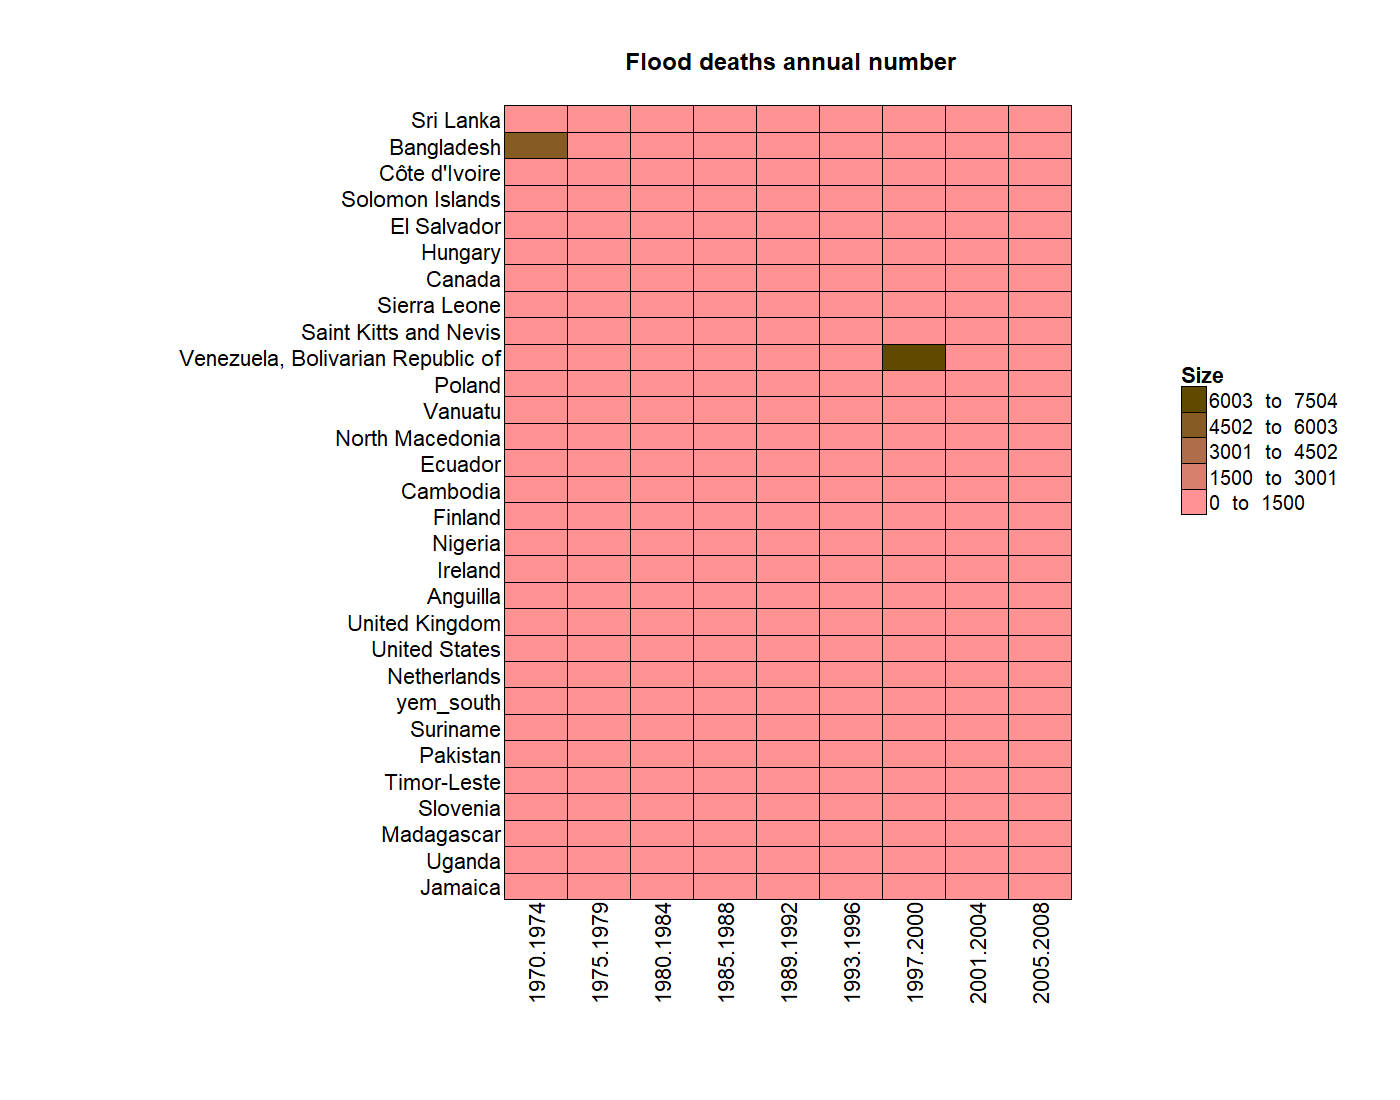 Flood deaths annual number
Sri Lanka
Bangladesh
Côte d'Ivoire
Solomon Islands
El Salvador
Hungary
Canada
Sierra Leone
Saint Kitts and Nevis
Venezuela, Bolivarian Republic of
Poland
Vanuatu
North Macedonia
Ecuador
Cambodia
Finland
Nigeria
Ireland
Anguilla
United Kingdom
United States
Netherlands
yem_south
Suriname
Pakistan
Timor-Leste
Slovenia
Madagascar
Uganda
Jamaica
1970.1974
1975.1979
1980.1984
1985.1988
1989.1992
1993.1996
1997.2000
2001.2004
2005.2008
Size
6003 to 7504
4502 to 6003
3001 to 4502
1500 to 3001
0 to 1500